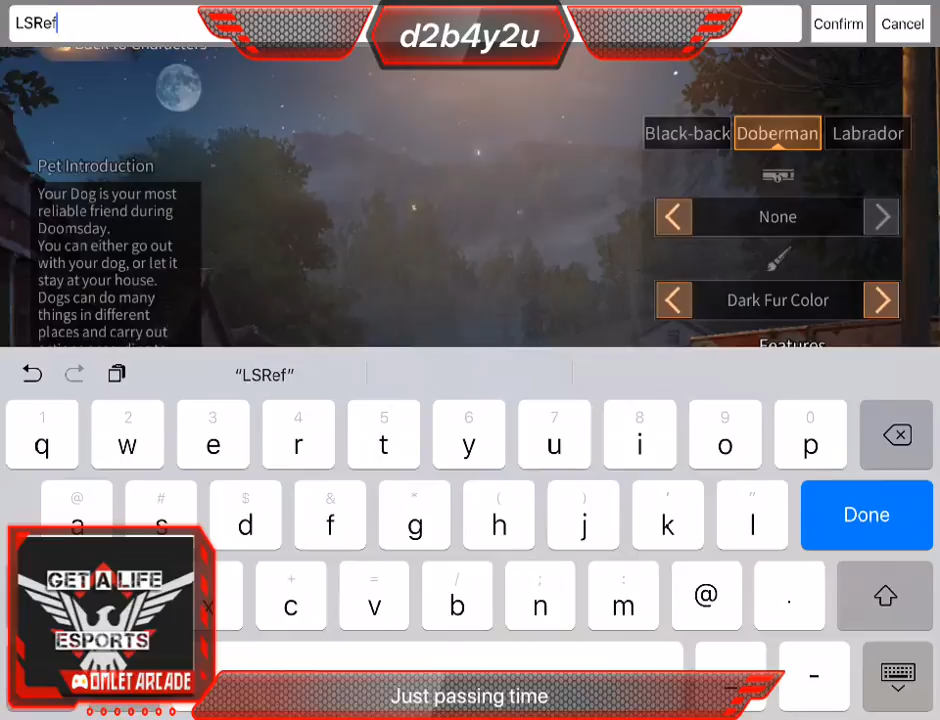 LSRef
d2b4y2u
Confirm
Cancel
Back to Characters
Black-back
Doberman
Labrador
Pet Introduction
Your Dog is your most
reliable friend during
Doomsday.
You can either go out
with your dog, or let it
stay at your house.
Dogs can do many
things in different
places and carry out
None
Dark Fur Color
Features
“LSRef”
1 2 3 4 5 6 7 8 9 0
q w e r t y u i o p
@ # $ & * ( ) ' "
a s d f g h j k l
Done
+ = / ; :
x c v b n m @ .
-
GET A LIFE
ESPORTS
OMLET ARCADE
Just passing time